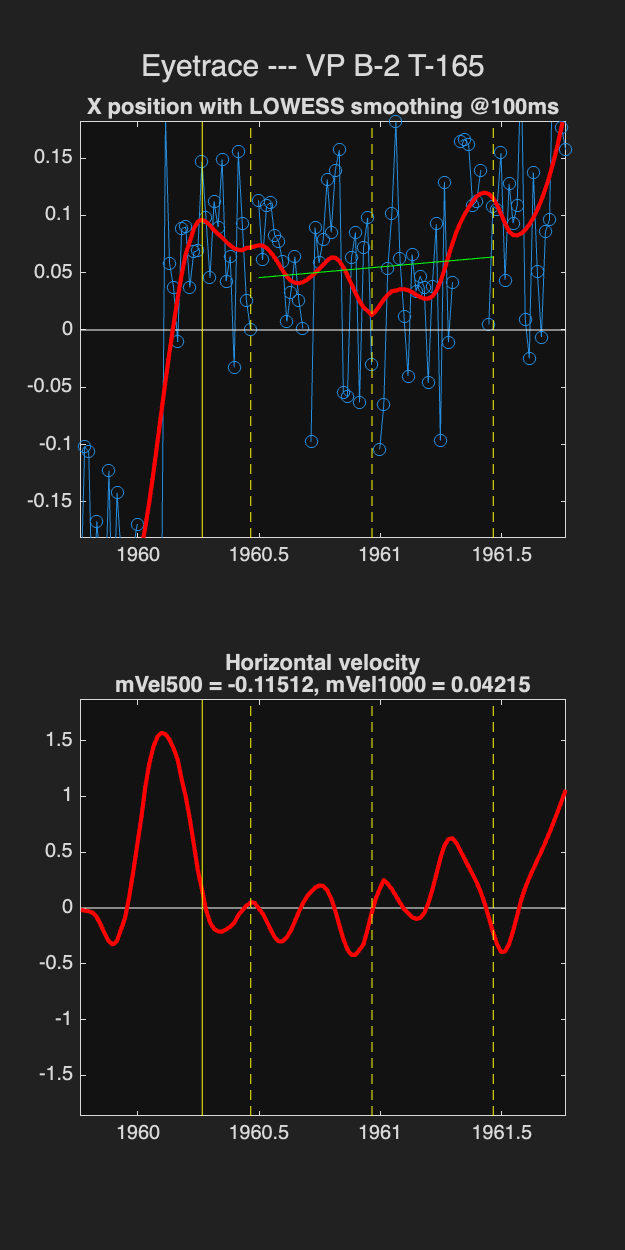 Eyetrace --- VP B-2 T-165
X position with LOWESS smoothing @100ms
0.15
0.1
0.05
0
-0.05
-0.1
-0.15
1960 1960.5 1961 1961.5
Horizontal velocity
mVel500 = -0.11512, mVel1000 = 0.04215
1.5
1
0.5
0
-0.5
-1
-1.5
1960 1960.5 1961 1961.5